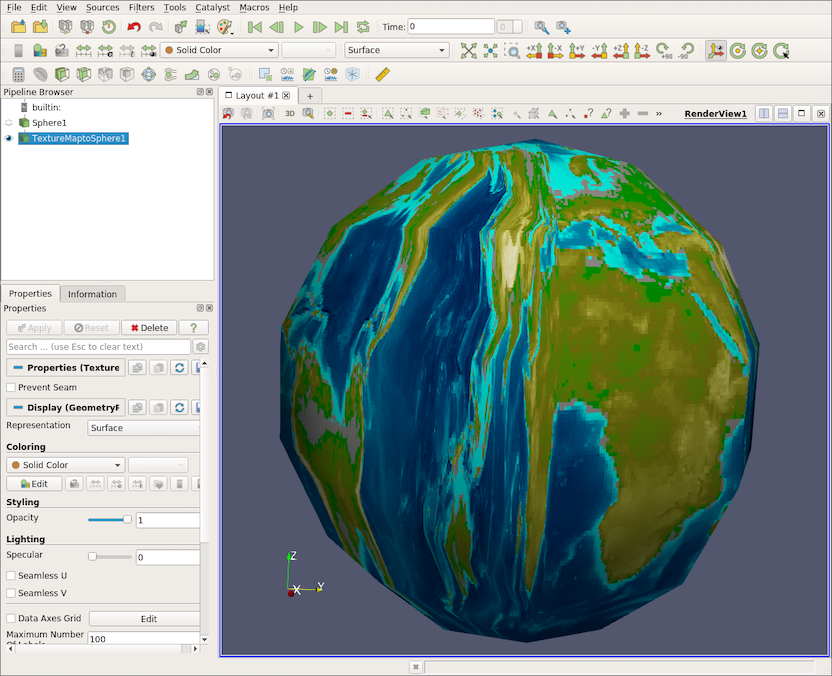 File Edit View Sources Filters Tools Catalyst Macros Help
Time: 0 0
Solid Color Surface
Pipeline Browser
Layout #1
builtin:
3D RenderView1
Sphere1
TextureMaptoSphere1
Properties Information
Properties
Apply Reset Delete ?
Search ... (use Esc to clear text)
Properties (Texture
Prevent Seam
Display (GeometryR
Representation Surface
Coloring
Solid Color
Edit
Styling
Opacity 1
Lighting
Specular 0
Seamless U
Seamless V
Data Axes Grid Edit
Maximum Number 100
Z
Y
X